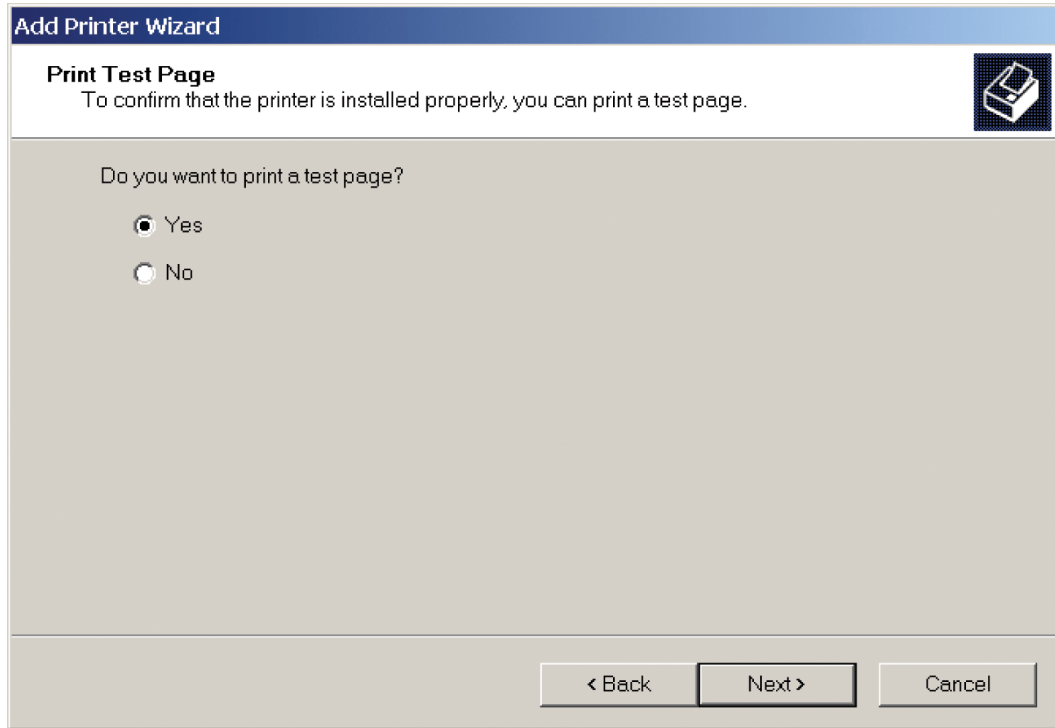 Add Printer Wizard
Print Test Page
To confirm that the printer is installed properly, you can print a test page.
Do you want to print a test page?
Yes
No
< Back
Next >
Cancel